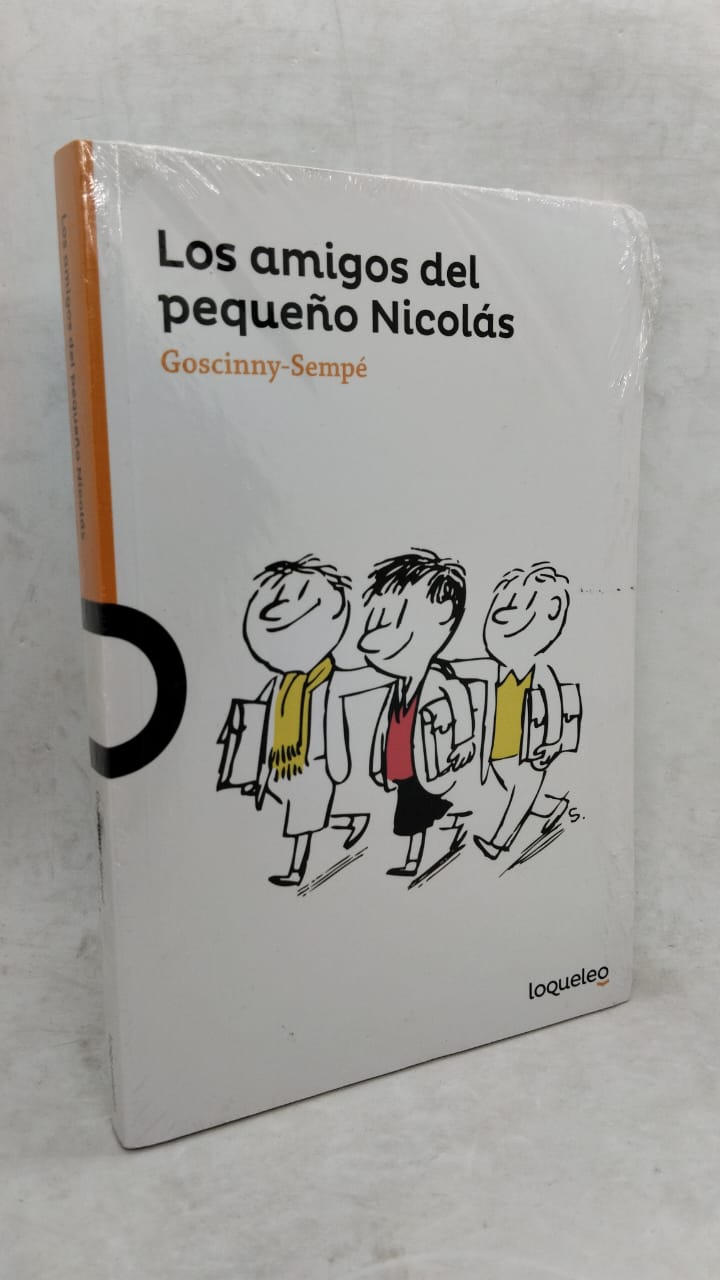 Los amigos del
pequeño Nicolás
Goscinny-Sempé
Los amigos del pequeño Nicolás
S.
loqueleo